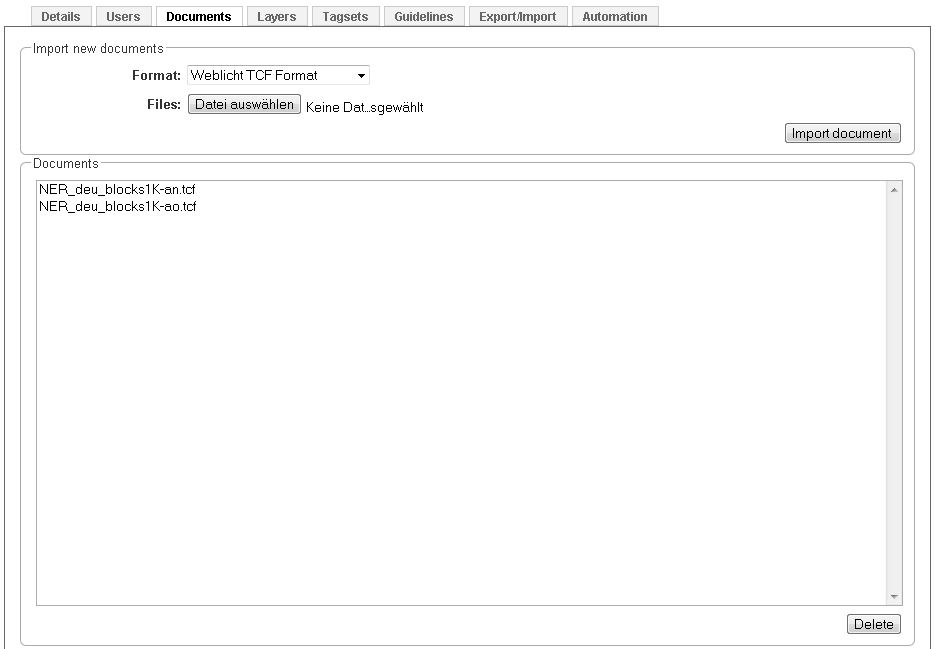 Details Users Documents Layers Tagsets Guidelines Export/Import Automation
Import new documents
Format: Weblicht TCF Format
Files: Datei auswählen Keine Dat...sgewählt
Import document
Documents
NER_deu_blocks1K-an.tcf
NER_deu_blocks1K-ao.tcf
Delete